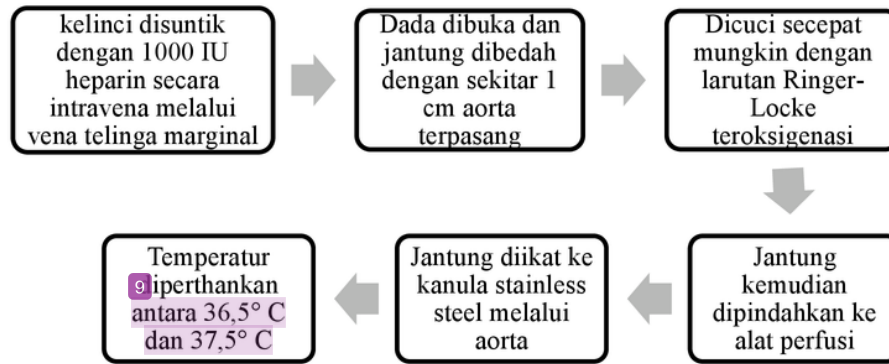 kelinci disuntik
dengan 1000 IU
heparin secara
intravena melalui
vena telinga marginal
Dada dibuka dan
jantung dibedah
dengan sekitar 1
cm aorta
terpasang
Dicuci secepat
mungkin dengan
larutan Ringer-
Locke
teroksigenasi
Jantung
kemudian
dipindahkan ke
alat perfusi
Jantung diikat ke
kanula stainless
steel melalui
aorta
Temperatur
9 diperthankan
antara 36,5° C
dan 37,5° C